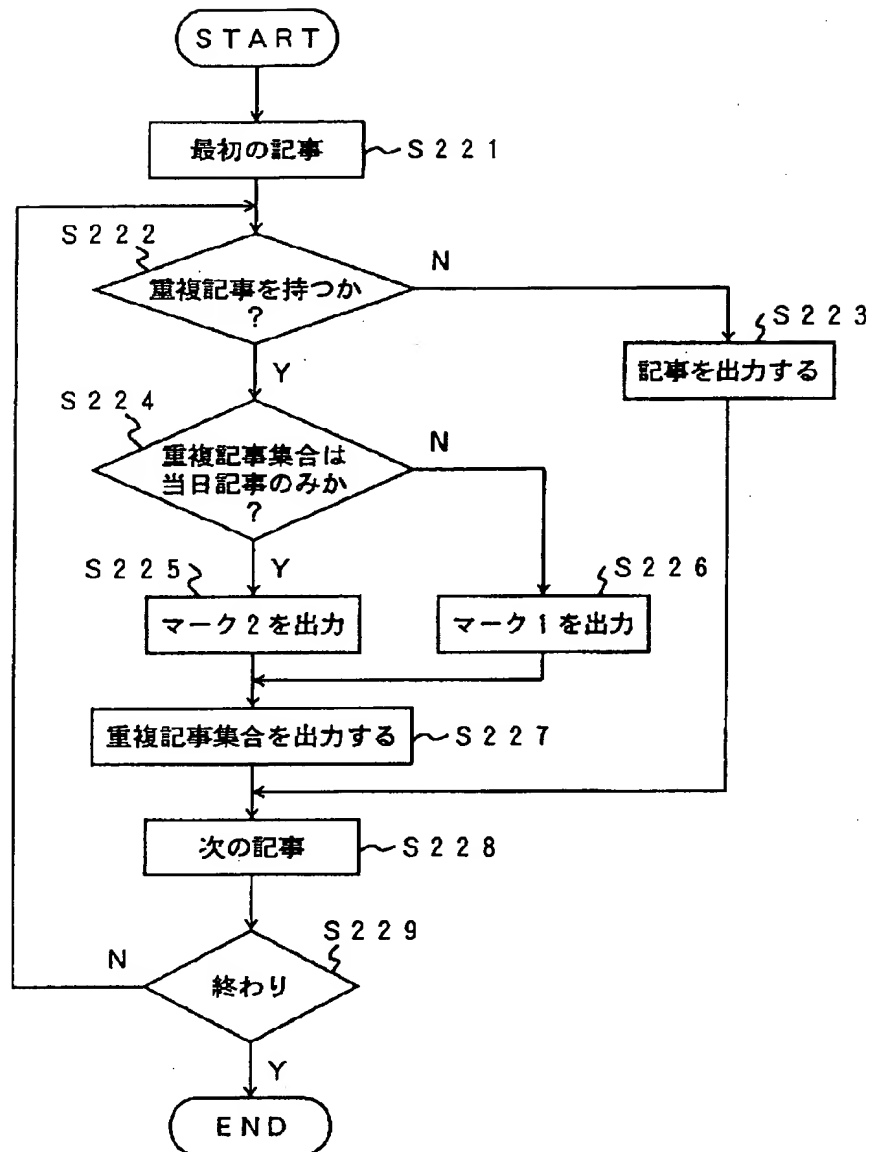 START
最初の記事
S221
S222
重複記事を持つか
?
N
Y
S223
記事を出力する
S224
重複記事集合は
当日記事のみか
?
N
Y
S225
マーク2を出力
S226
マーク1を出力
重複記事集合を出力する
S227
次の記事
S228
S229
終わり
N
Y
END